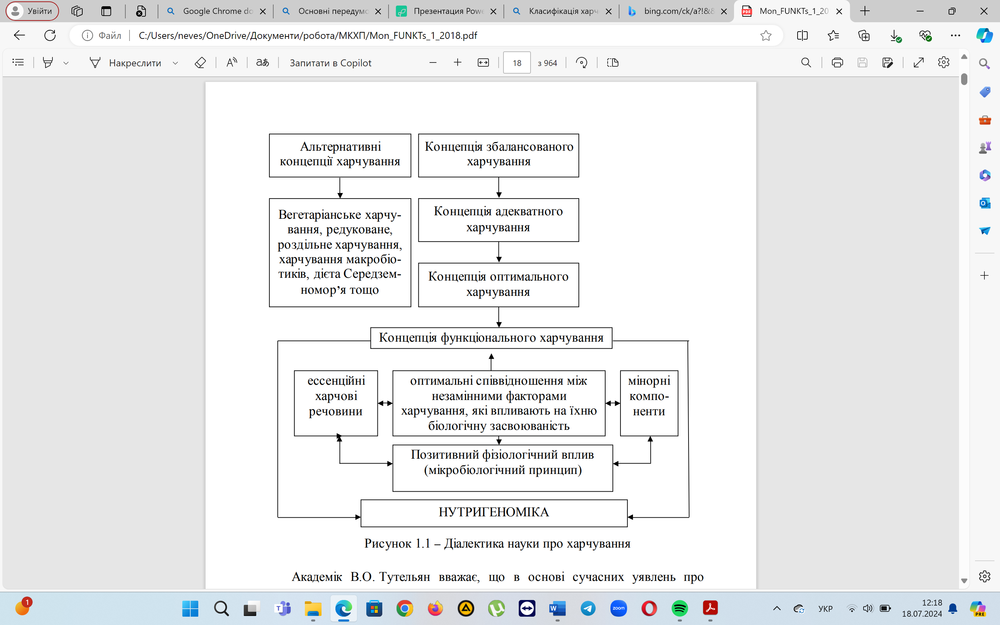 Увійти
Google Chrome do
Основні передумо
Презентация Powe
Класифікація харч
bing.com/ck/a?!&&
Mon_FUNKTs_1_20
Файл
C:/Users/neves/OneDrive/Документи/робота/МКХП/Mon_FUNKTs_1_2018.pdf
Накреслити
Запитати в Copilot
18
з 964
Альтернативні
концепції харчування
Концепція збалансованого
харчування
Вегетаріанське харчу-
вання, редуковане,
роздільне харчування,
харчування макробіо-
тиків, дієта Середзем-
номор’я тощо
Концепція адекватного
харчування
Концепція оптимального
харчування
Концепція функціонального харчування
ессенційні
харчові
речовини
оптимальні співвідношення між
незамінними факторами
харчування, які впливають на їхню
біологічну засвоюваність
мінорні
компо-
ненти
Позитивний фізіологічний вплив
(мікробіологічний принцип)
НУТРИГЕНОМІКА
Рисунок 1.1 – Діалектика науки про харчування
Академік В.О. Тутельян вважає, що в основі сучасних уявлень про
1
zoom
УКР
12:18
18.07.2024
PRE